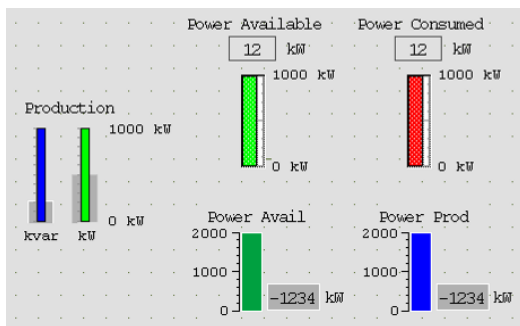 Power Available
Power Consumed
12 kW
12 kW
1000 kW
1000 kW
Production
1000 kW
0 kW
0 kW
0 kW
kvar kW
Power Avail
Power Prod
2000
2000
1000
1000
-1234 kW
-1234 kW
0
0